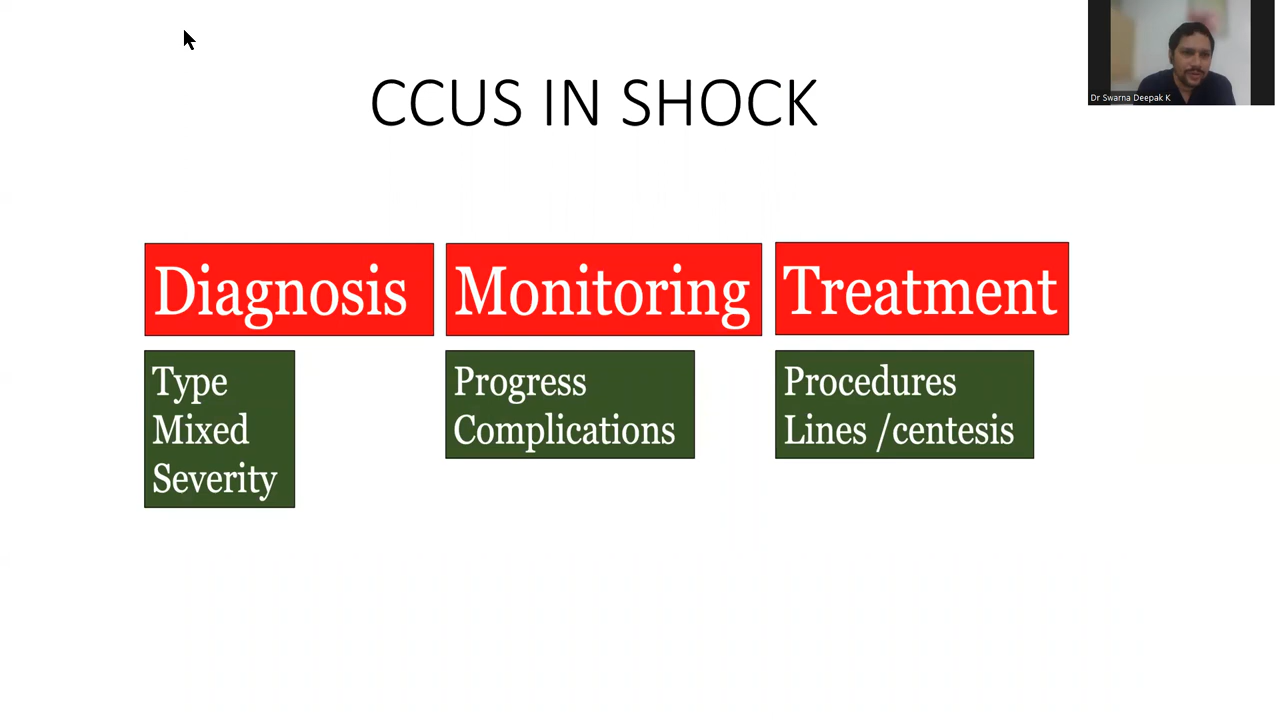 CCUS IN SHOCK
Dr Swarna Deepak K
Diagnosis
Type
Mixed
Severity
Monitoring
Progress
Complications
Treatment
Procedures
Lines /centesis